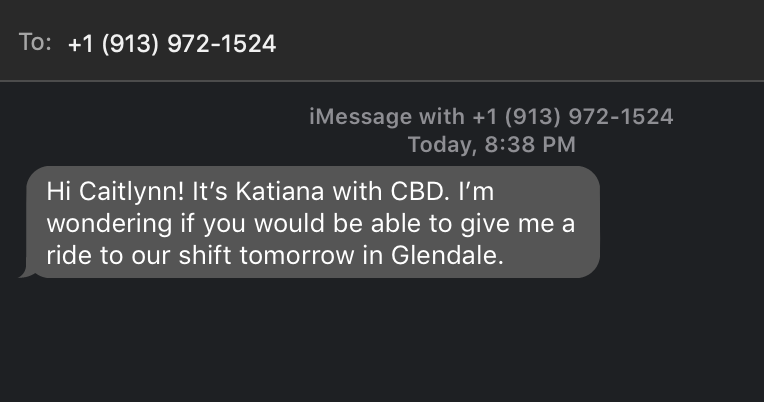 To: +1 (913) 972-1524
iMessage with +1 (913) 972-1524
Today, 8:38 PM
Hi Caitlynn! It’s Katiana with CBD. I’m
wondering if you would be able to give me a
ride to our shift tomorrow in Glendale.